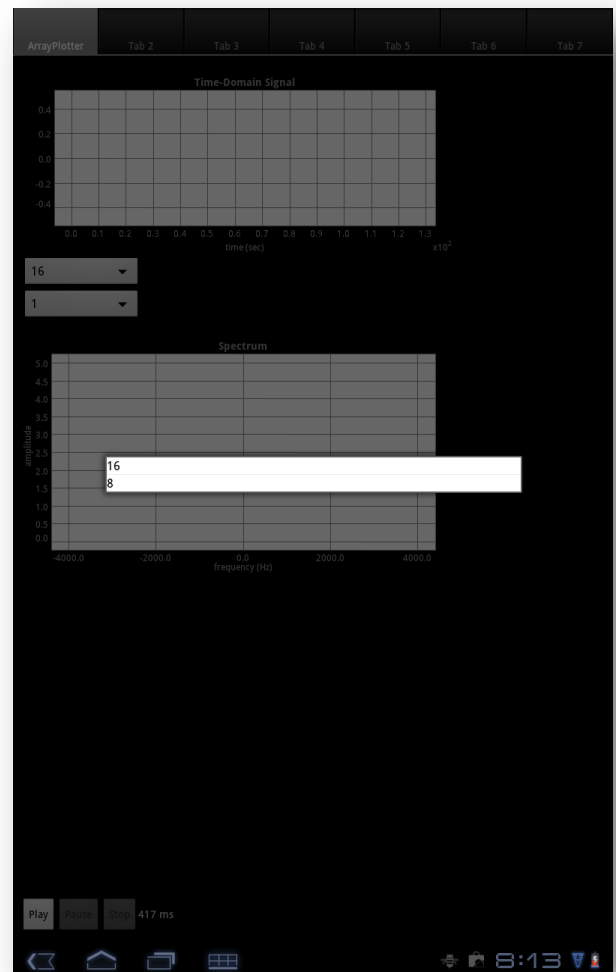 ArrayPlotter Tab 2 Tab 3 Tab 4 Tab 5 Tab 6 Tab 7
Time-Domain Signal
0.4
0.2
0.0
-0.2
-0.4
0.0 0.1 0.2 0.3 0.4 0.5 0.6 0.7 0.8 0.9 1.0 1.1 1.2 1.3
time (sec) x10²
16
1
Spectrum
amplitude
5.0
4.5
4.0
3.5
3.0
2.5
2.0
1.5
1.0
0.5
0.0
16
8
-4000.0 -2000.0 0.0 2000.0 4000.0
frequency (Hz)
Play Pause Stop 417 ms
8:13